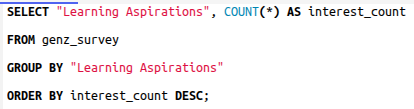 SELECT "Learning Aspirations", COUNT(*) AS interest_count
FROM genz_survey
GROUP BY "Learning Aspirations"
ORDER BY interest_count DESC;